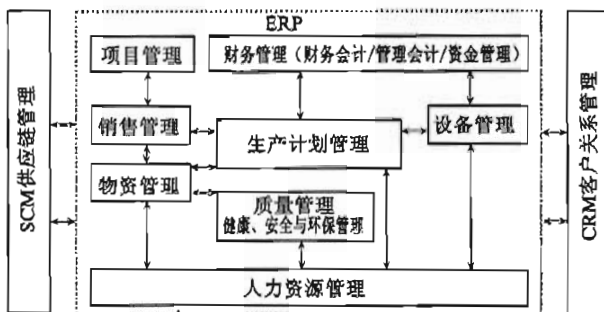 ERP
项目管理
财务管理（财务会计/管理会计/资金管理）
SCM供应链管理
销售管理
生产计划管理
设备管理
CRM客户关系管理
物资管理
质量管理
健康、安全与环保管理
人力资源管理